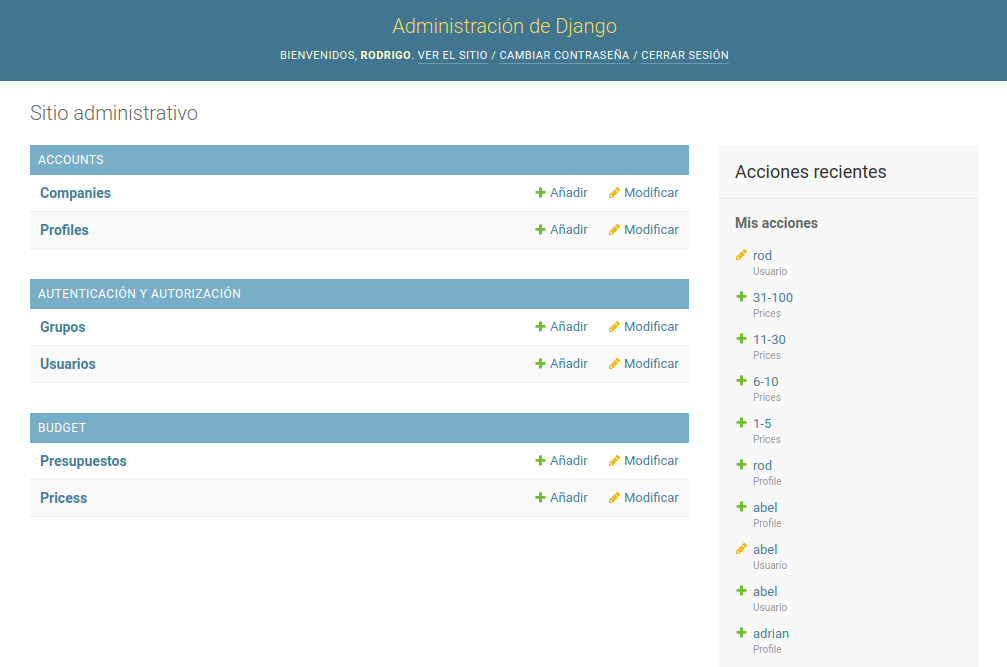 Administración de Django
BIENVENIDOS, RODRIGO. VER EL SITIO / CAMBIAR CONTRASEÑA / CERRAR SESIÓN
Sitio administrativo
ACCOUNTS
Companies Añadir Modificar
Profiles Añadir Modificar
AUTENTICACIÓN Y AUTORIZACIÓN
Grupos Añadir Modificar
Usuarios Añadir Modificar
BUDGET
Presupuestos Añadir Modificar
Pricess Añadir Modificar
Acciones recientes
Mis acciones
rod
Usuario
31-100
Prices
11-30
Prices
6-10
Prices
1-5
Prices
rod
Profile
abel
Profile
abel
Usuario
abel
Usuario
adrian
Profile